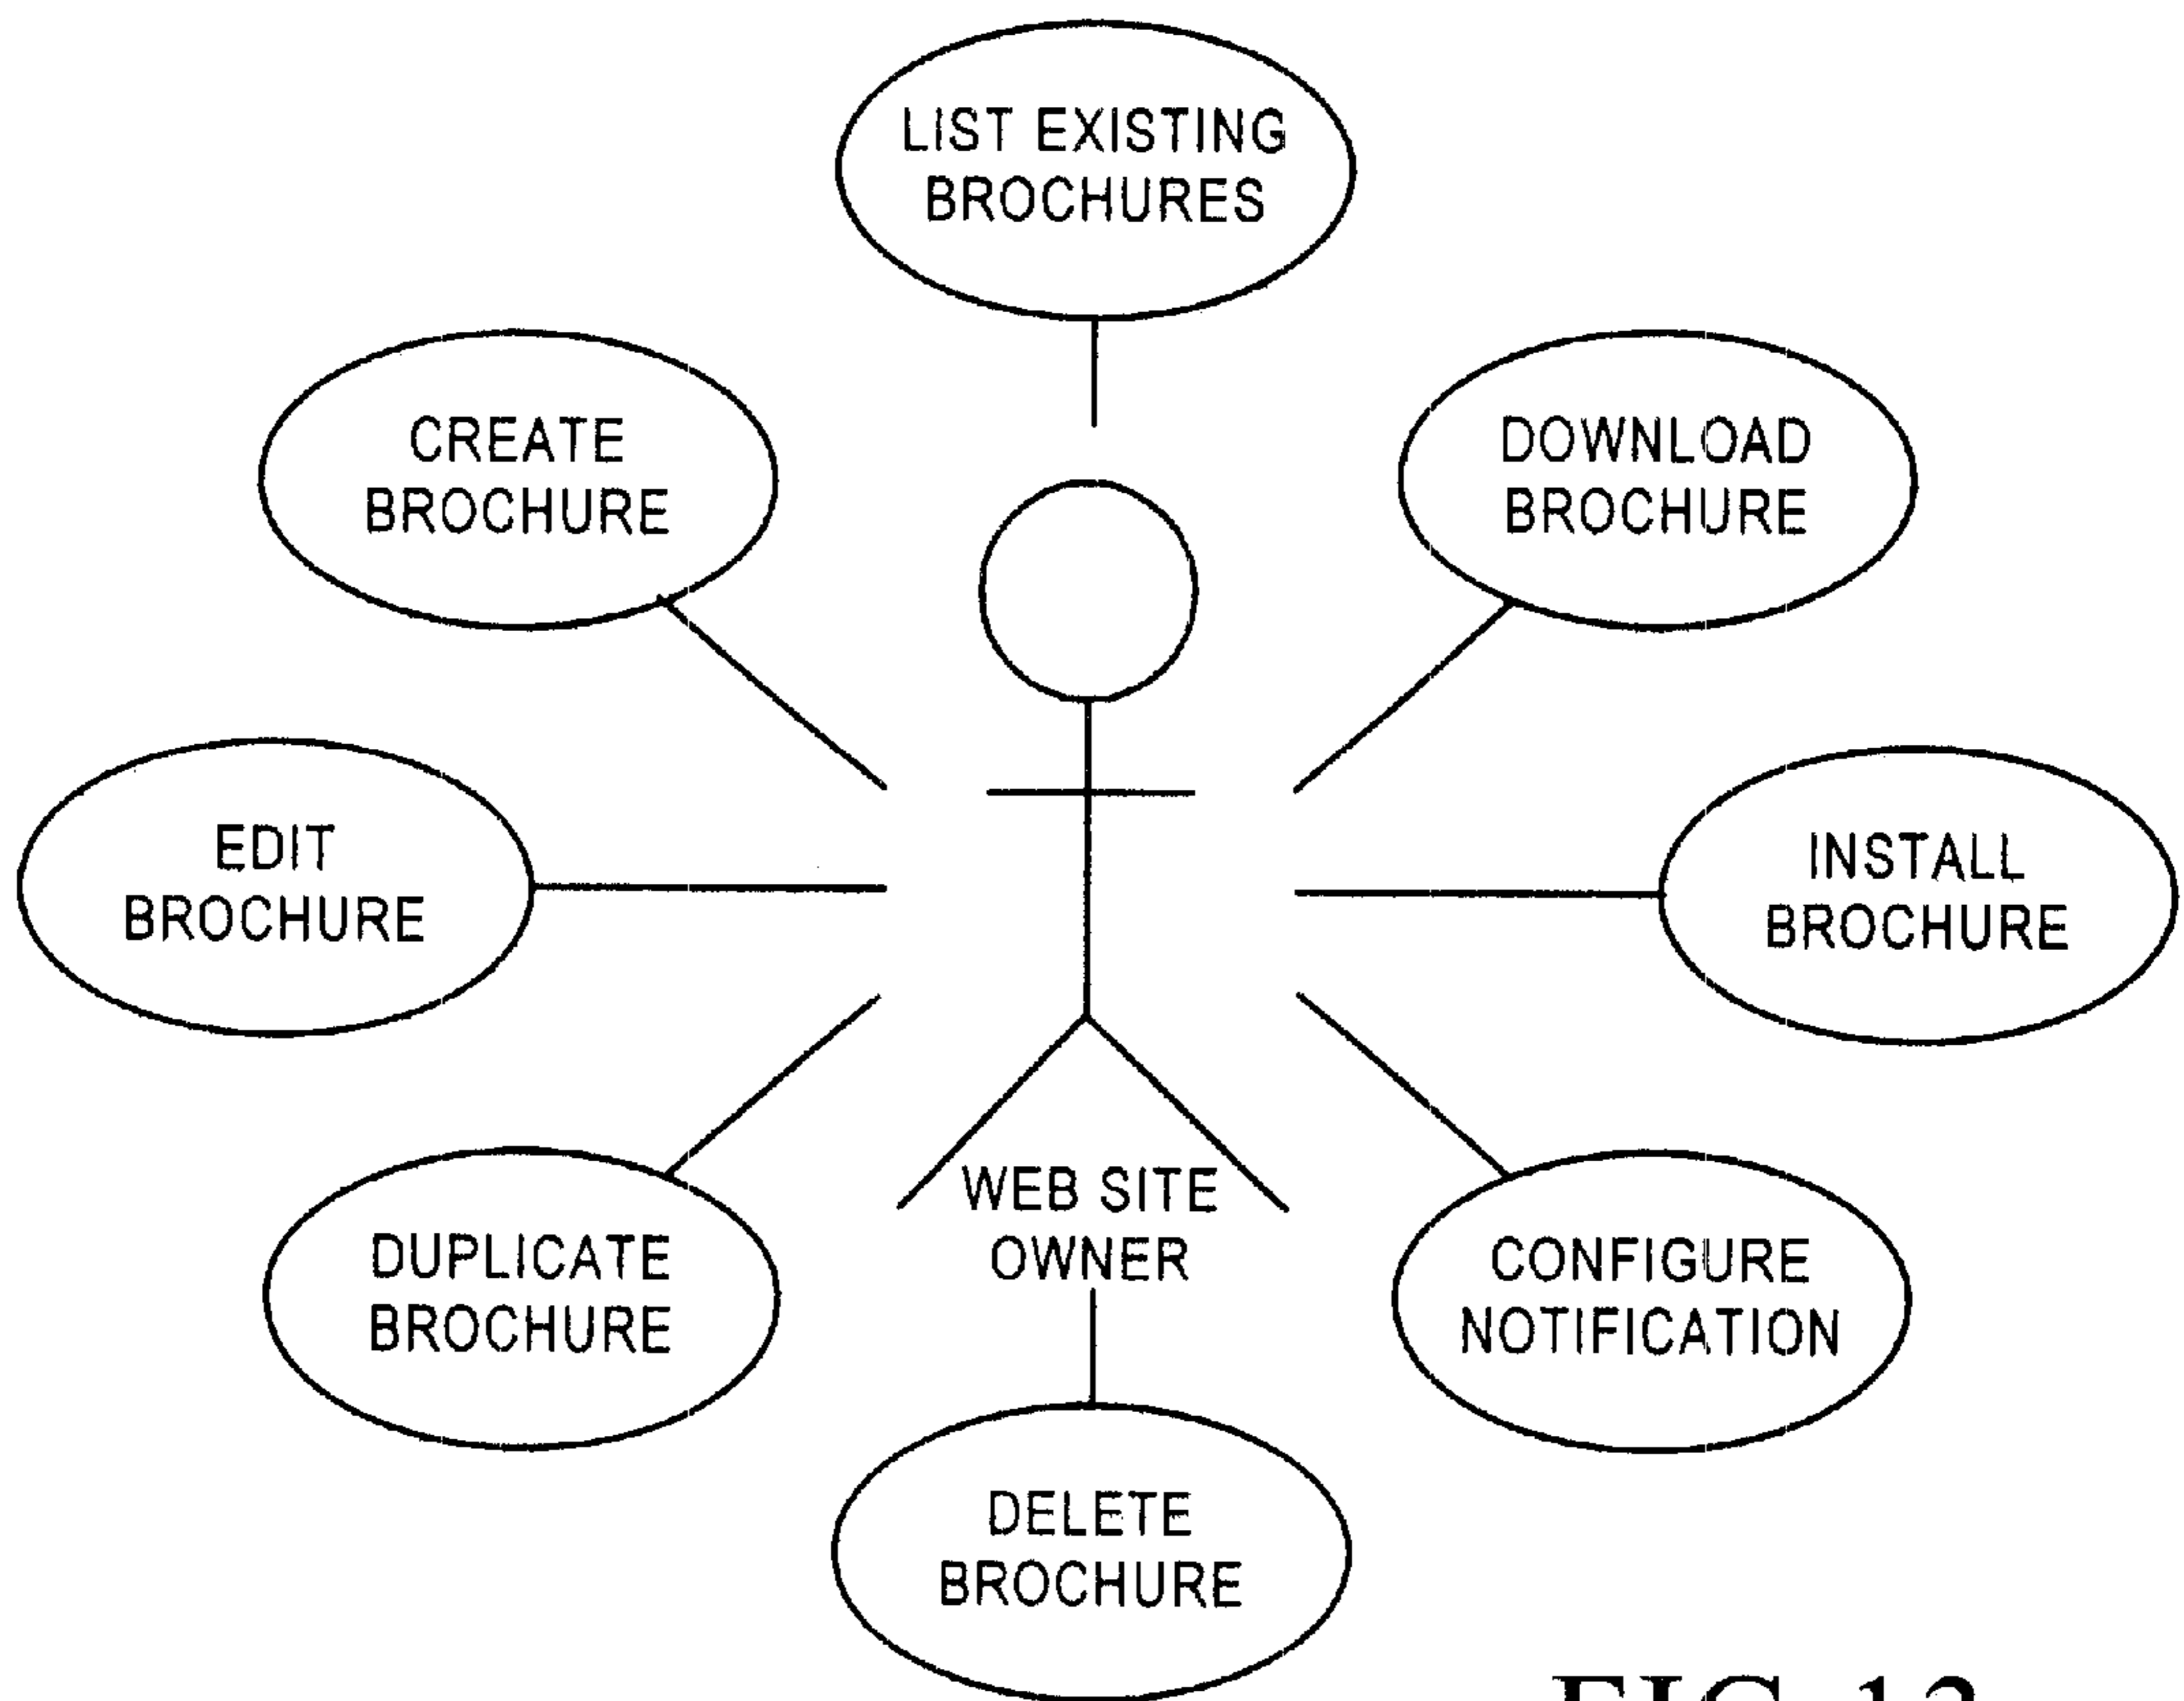 LIST EXISTING
BROCHURES
CREATE
BROCHURE
DOWNLOAD
BROCHURE
EDIT
BROCHURE
INSTALL
BROCHURE
WEB SITE
OWNER
DUPLICATE
BROCHURE
CONFIGURE
NOTIFICATION
DELETE
BROCHURE